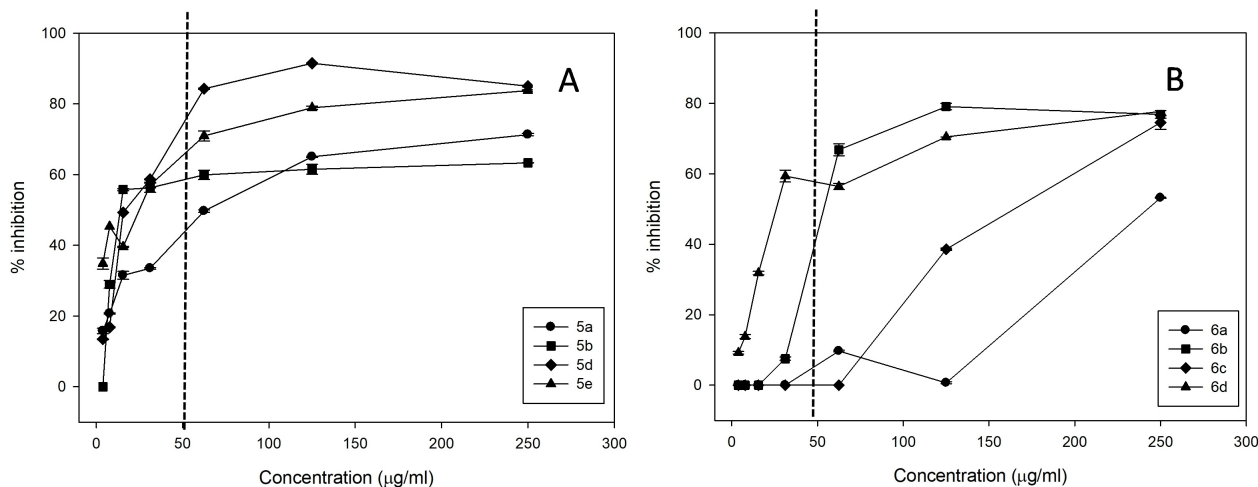 100
80
60
40
20
0
% inhibition
A
5a
5b
5d
5e
0 50 100 150 200 250 300
Concentration (μg/ml)
100
80
60
40
20
0
% inhibition
B
6a
6b
6c
6d
0 50 100 150 200 250 300
Concentration (μg/ml)